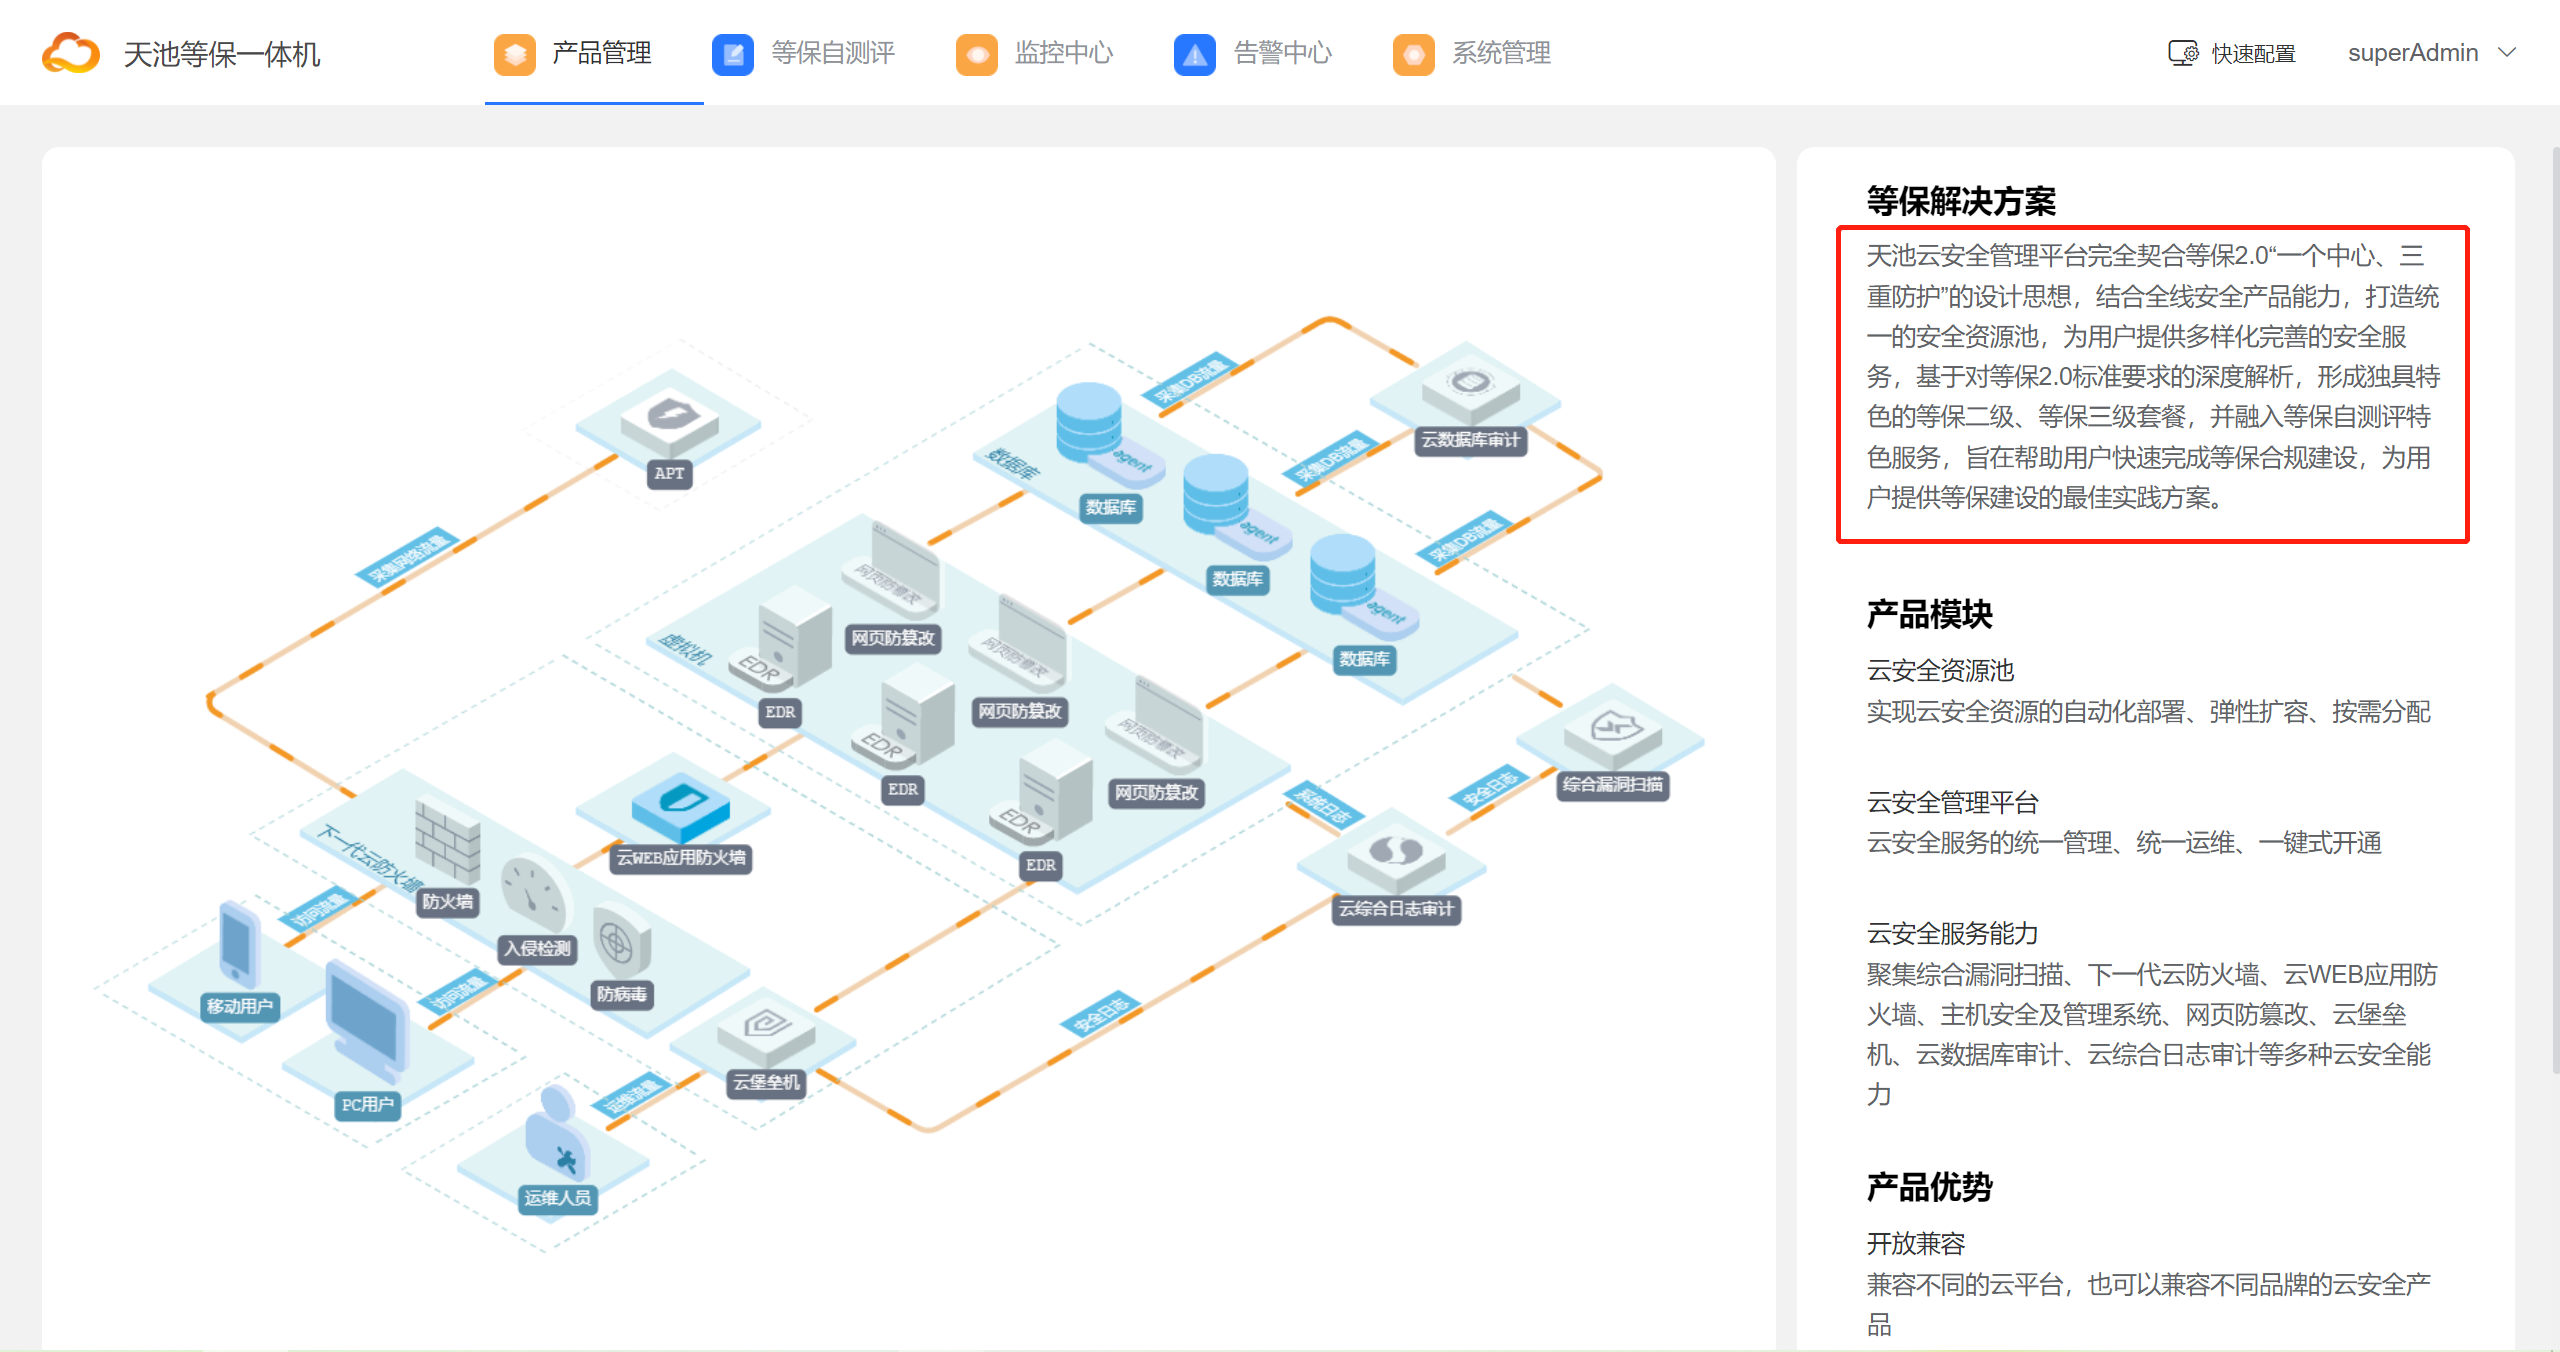 天池等保一体机
产品管理
等保自测评
监控中心
告警中心
系统管理
快速配置
superAdmin
APT
采集网络流量
采集DB流量
云数据库审计
采集DB流量
采集DB流量
数据库
agent
数据库
agent
数据库
agent
数据库
虚拟机
网页防篡改
网页防篡改
网页防篡改
网页防篡改
网页防篡改
网页防篡改
EDR
EDR
EDR
EDR
EDR
EDR
综合漏洞扫描
安全日志
系统日志
云综合日志审计
云WEB应用防火墙
下一代云防火墙
防火墙
入侵检测
防病毒
访问流量
访问流量
移动用户
PC用户
安全日志
云堡垒机
运维流量
运维人员
等保解决方案
天池云安全管理平台完全契合等保2.0“一个中心、三
重防护”的设计思想，结合全线安全产品能力，打造统
一的安全资源池，为用户提供多样化完善的安全服
务，基于对等保2.0标准要求的深度解析，形成独具特
色的等保二级、等保三级套餐，并融入等保自测评特
色服务，旨在帮助用户快速完成等保合规建设，为用
户提供等保建设的最佳实践方案。
产品模块
云安全资源池
实现云安全资源的自动化部署、弹性扩容、按需分配
云安全管理平台
云安全服务的统一管理、统一运维、一键式开通
云安全服务能力
聚集综合漏洞扫描、下一代云防火墙、云WEB应用防
火墙、主机安全及管理系统、网页防篡改、云堡垒
机、云数据库审计、云综合日志审计等多种云安全能
力
产品优势
开放兼容
兼容不同的云平台，也可以兼容不同品牌的云安全产
品